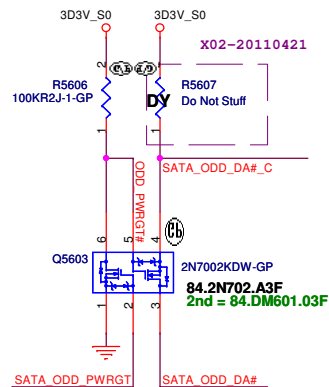 3D3V_S0 3D3V_S0
X02-20110421
2 2
R5606 R5607
100KR2J-1-GP DY Do Not Stuff
1 1
SATA_ODD_DA#_C
ODD_PWRGT#
6 5 4
Q5603 2N7002KDW-GP
84.2N702.A3F
2nd = 84.DM601.03F
1 2 3
SATA_ODD_PWRGT SATA_ODD_DA#